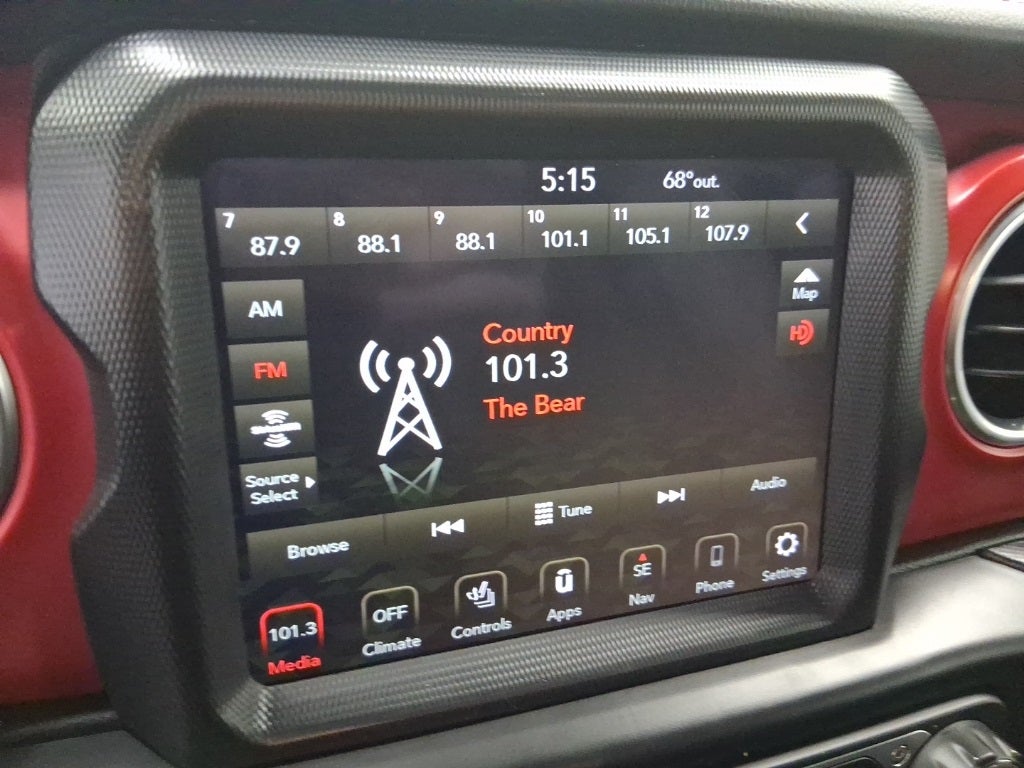 5:15 68° out.
7 8 9 10 11 12
87.9 88.1 88.1 101.1 105.1 107.9
AM
Map
FM
HD
Country
101.3
The Bear
SiriusXM
Source
Select
Browse
Tune
Audio
101.3
Media
OFF
Climate
Controls
ū
Apps
SE
Nav
Phone
Settings